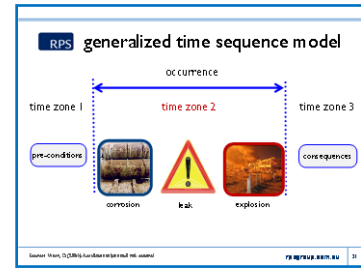 RPS generalized time sequence model
occurrence
time zone 1 time zone 2 time zone 3
pre-conditions consequences
corrosion leak explosion
rpsgroup.com.au